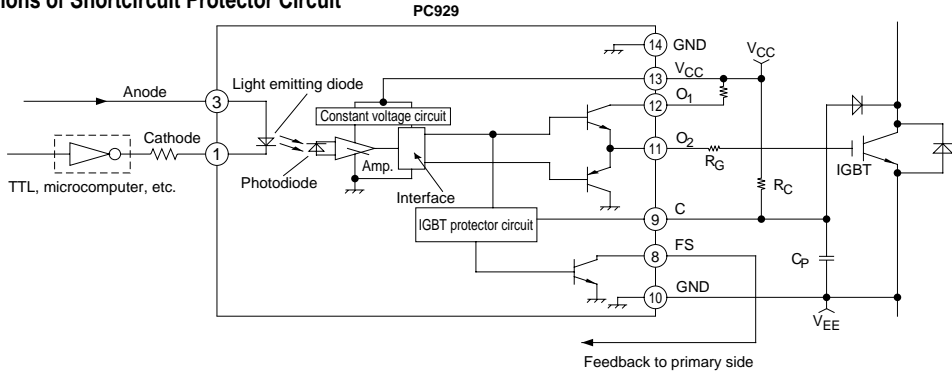 ions of Shortcircuit Protector Circuit
PC929
14 GND
VCC
13 VCC
Anode
3
Light emitting diode
12 O1
Constant voltage circuit
Cathode
1
11 O2
Amp.
RG
IGBT
TTL, microcomputer, etc.
Photodiode
Interface
RC
9 C
IGBT protector circuit
8 FS
CP
10 GND
VEE
Feedback to primary side